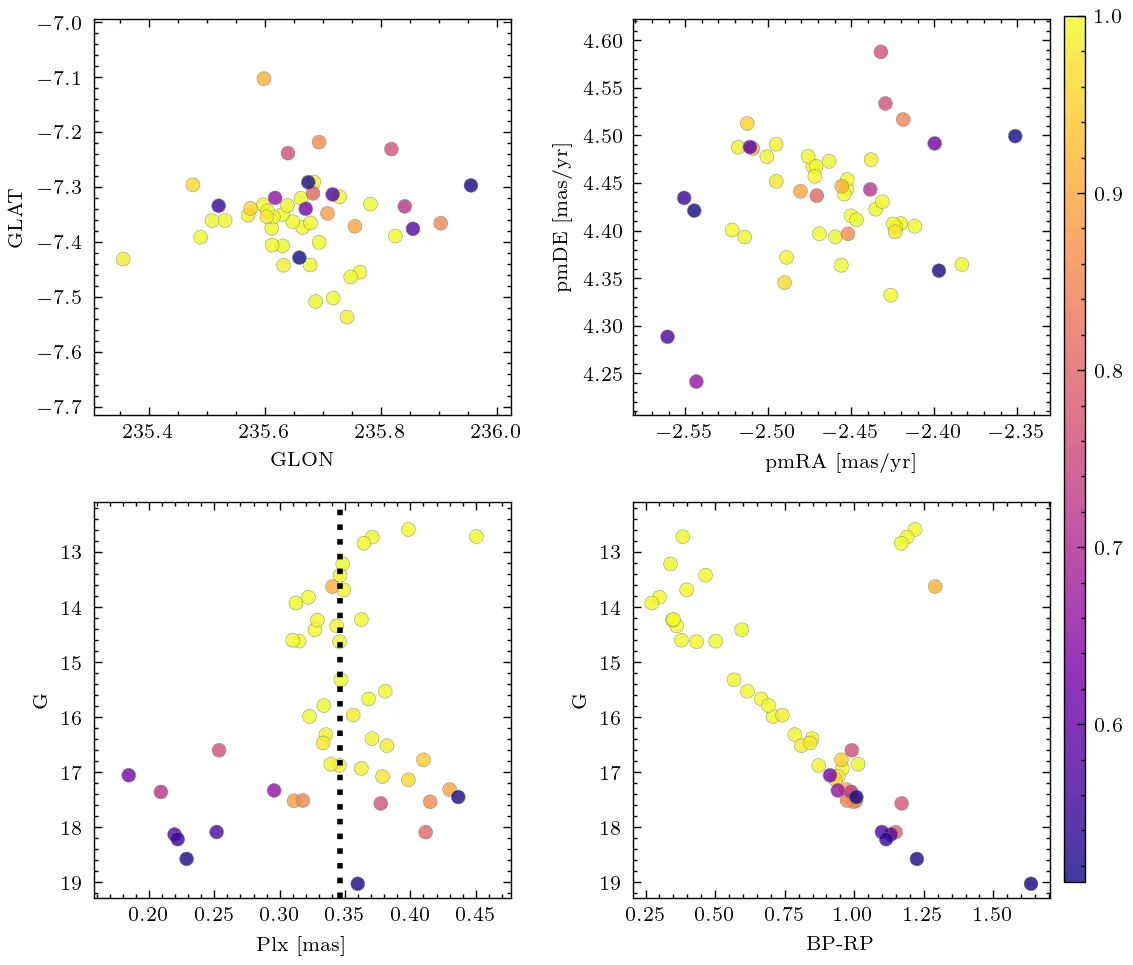 −7.0
−7.1
−7.2
−7.3
−7.4
−7.5
−7.6
−7.7
GLAT
235.4 235.6 235.8 236.0
GLON
4.60
4.55
4.50
4.45
4.40
4.35
4.30
4.25
pmDE [mas/yr]
−2.55 −2.50 −2.45 −2.40 −2.35
pmRA [mas/yr]
13
14
15
16
17
18
19
G
0.20 0.25 0.30 0.35 0.40 0.45
Plx [mas]
13
14
15
16
17
18
19
G
0.25 0.50 0.75 1.00 1.25 1.50
BP-RP
1.0
0.9
0.8
0.7
0.6